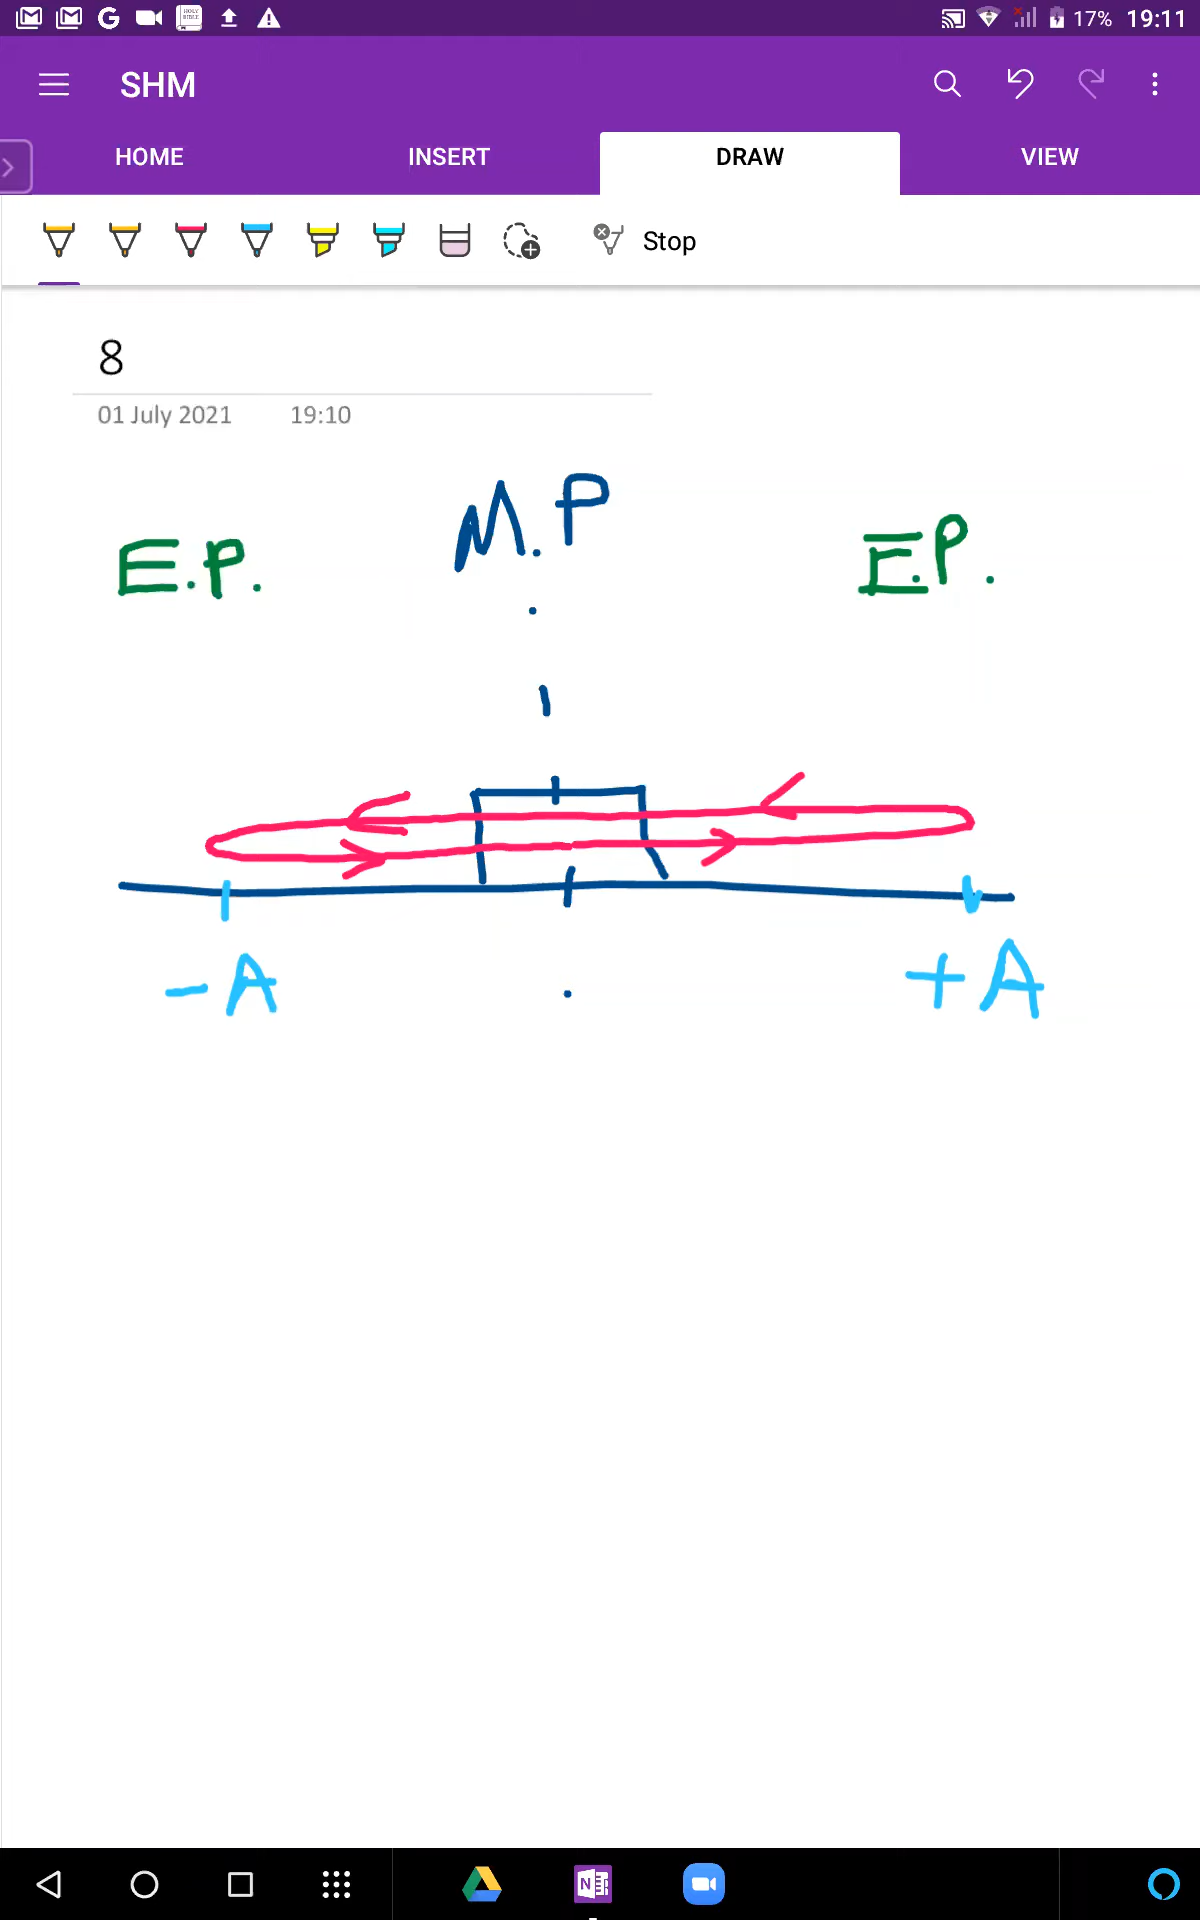 17% 19:11
SHM
HOME INSERT DRAW VIEW
Stop
8
01 July 2021 19:10
M.P
E.P. E.P.
-A +A